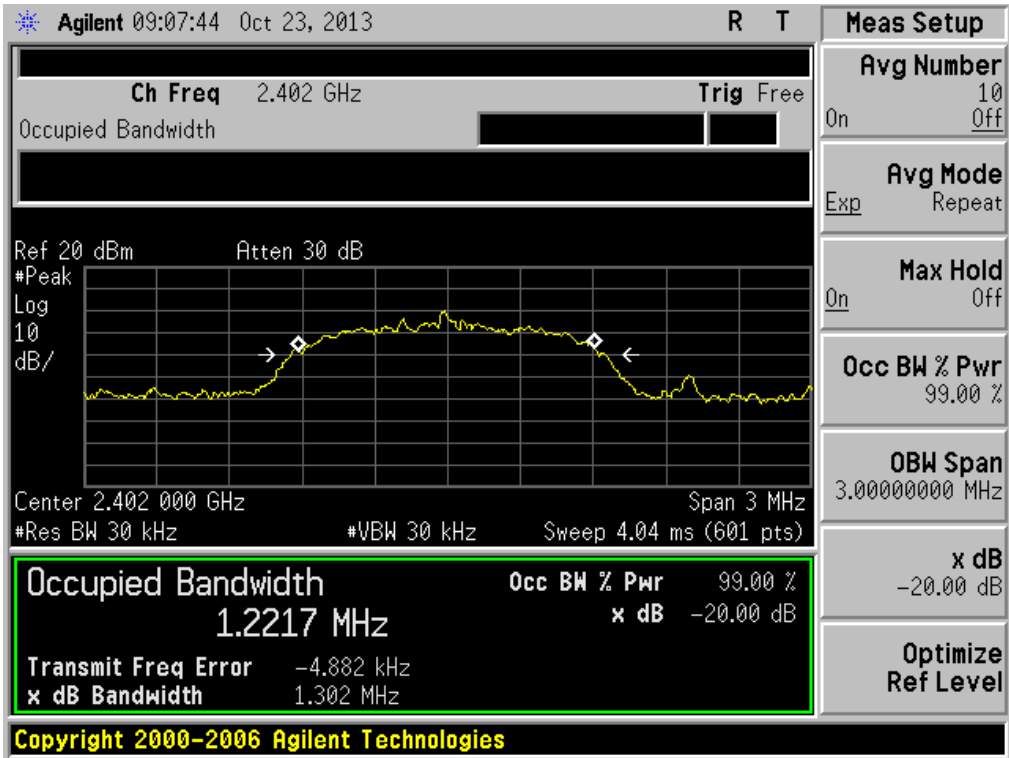 Agilent 09:07:44 Oct 23, 2013 R T
Ch Freq 2.402 GHz Trig Free
Occupied Bandwidth
Ref 20 dBm Atten 30 dB
#Peak
Log
10
dB/
Center 2.402 000 GHz Span 3 MHz
#Res BW 30 kHz #VBW 30 kHz Sweep 4.04 ms (601 pts)
Occupied Bandwidth Occ BW % Pwr 99.00 %
1.2217 MHz x dB -20.00 dB
Transmit Freq Error -4.882 kHz
x dB Bandwidth 1.302 MHz
Copyright 2000-2006 Agilent Technologies
Meas Setup
Avg Number
10
On Off
Avg Mode
Exp Repeat
Max Hold
On Off
Occ BW % Pwr
99.00 %
OBW Span
3.00000000 MHz
x dB
-20.00 dB
Optimize
Ref Level